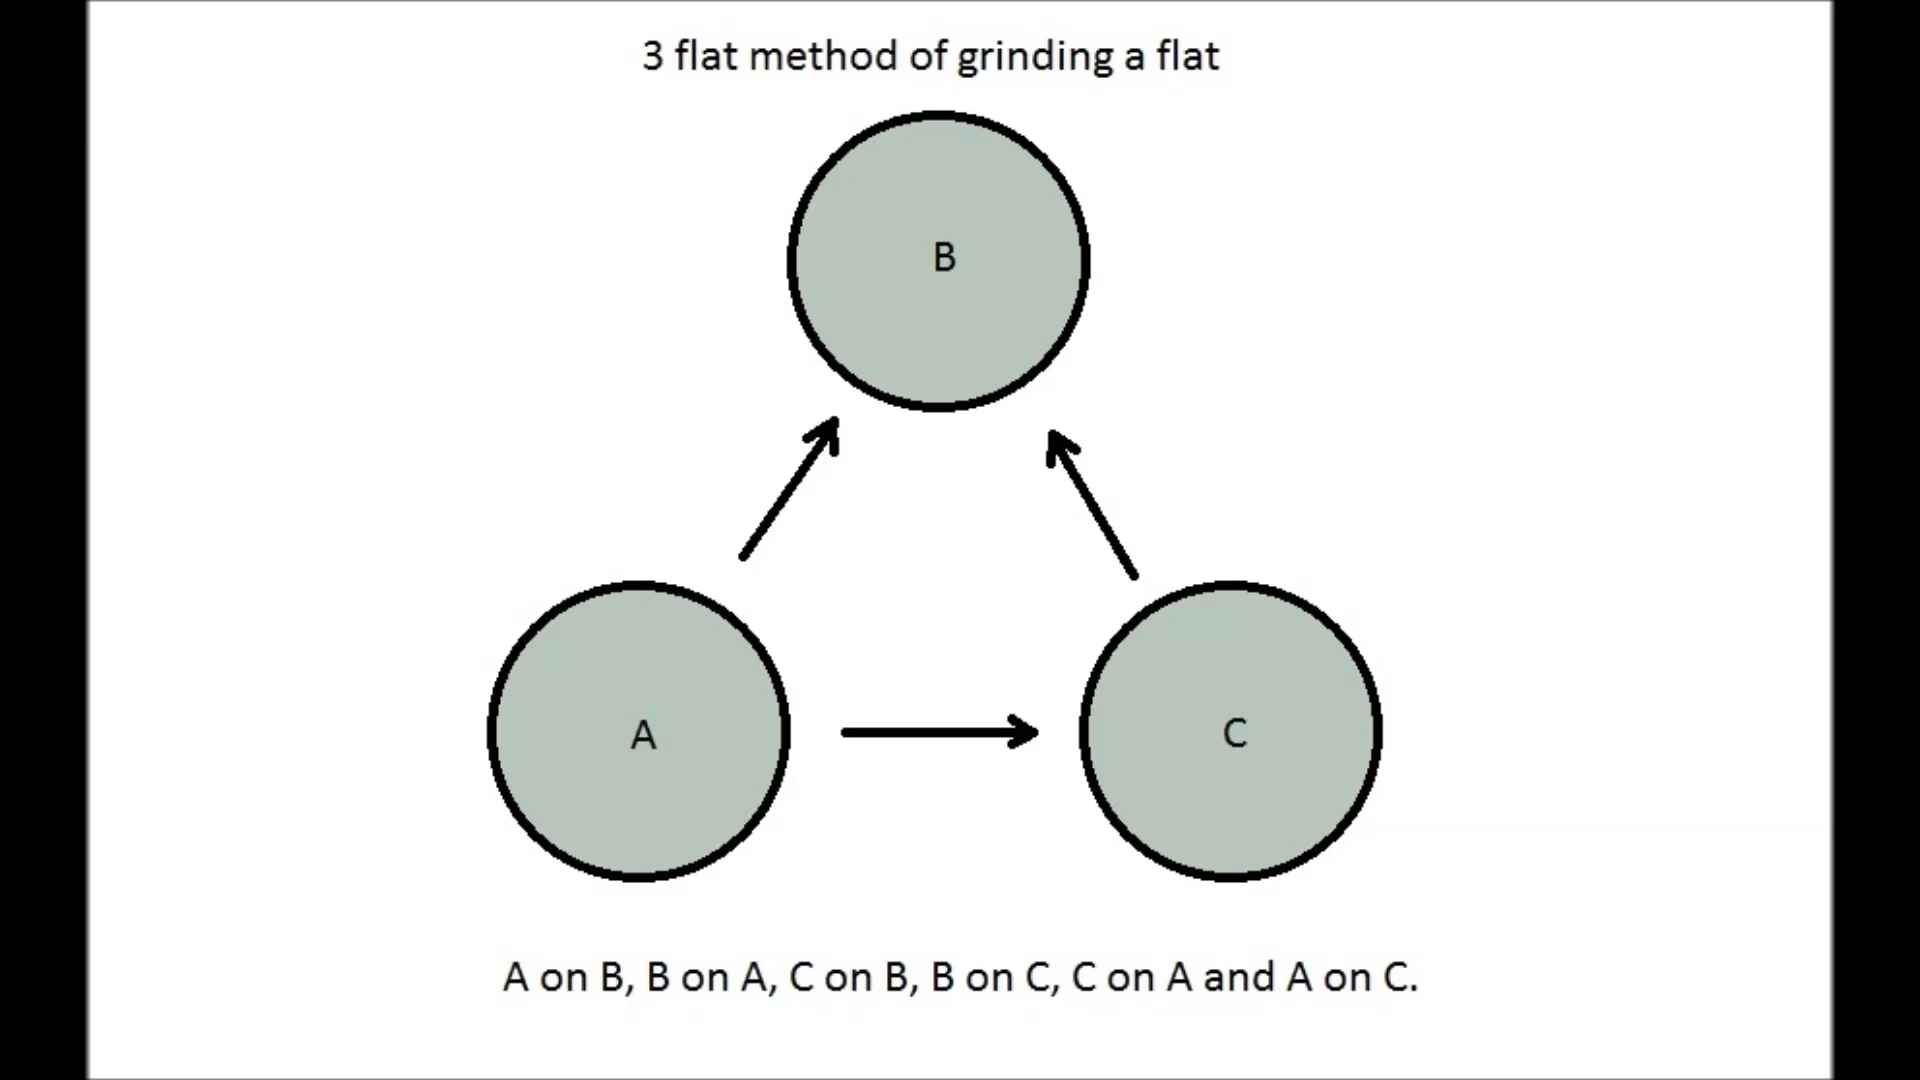 3 flat method of grinding a flat
B
A
C
A on B, B on A, C on B, B on C, C on A and A on C.